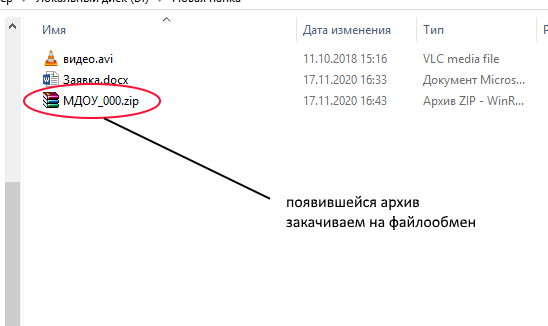 Локальный диск (D:) Новая папка
Имя Дата изменения Тип
видео.avi 11.10.2018 15:16 VLC media file
Заявка.docx 17.11.2020 16:33 Документ Micros...
МДОУ_000.zip 17.11.2020 16:43 Архив ZIP - WinR...
появившейся архив
закачиваем на файлообмен